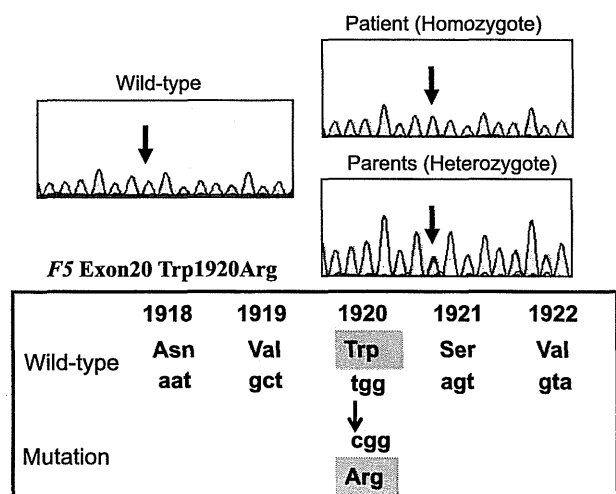 Patient (Homozygote)
Wild-type
Parents (Heterozygote)
F5 Exon20 Trp1920Arg
1918 1919 1920 1921 1922
Wild-type Asn Val Trp Ser Val
aat gct tgg agt gta
cgg
Mutation Arg